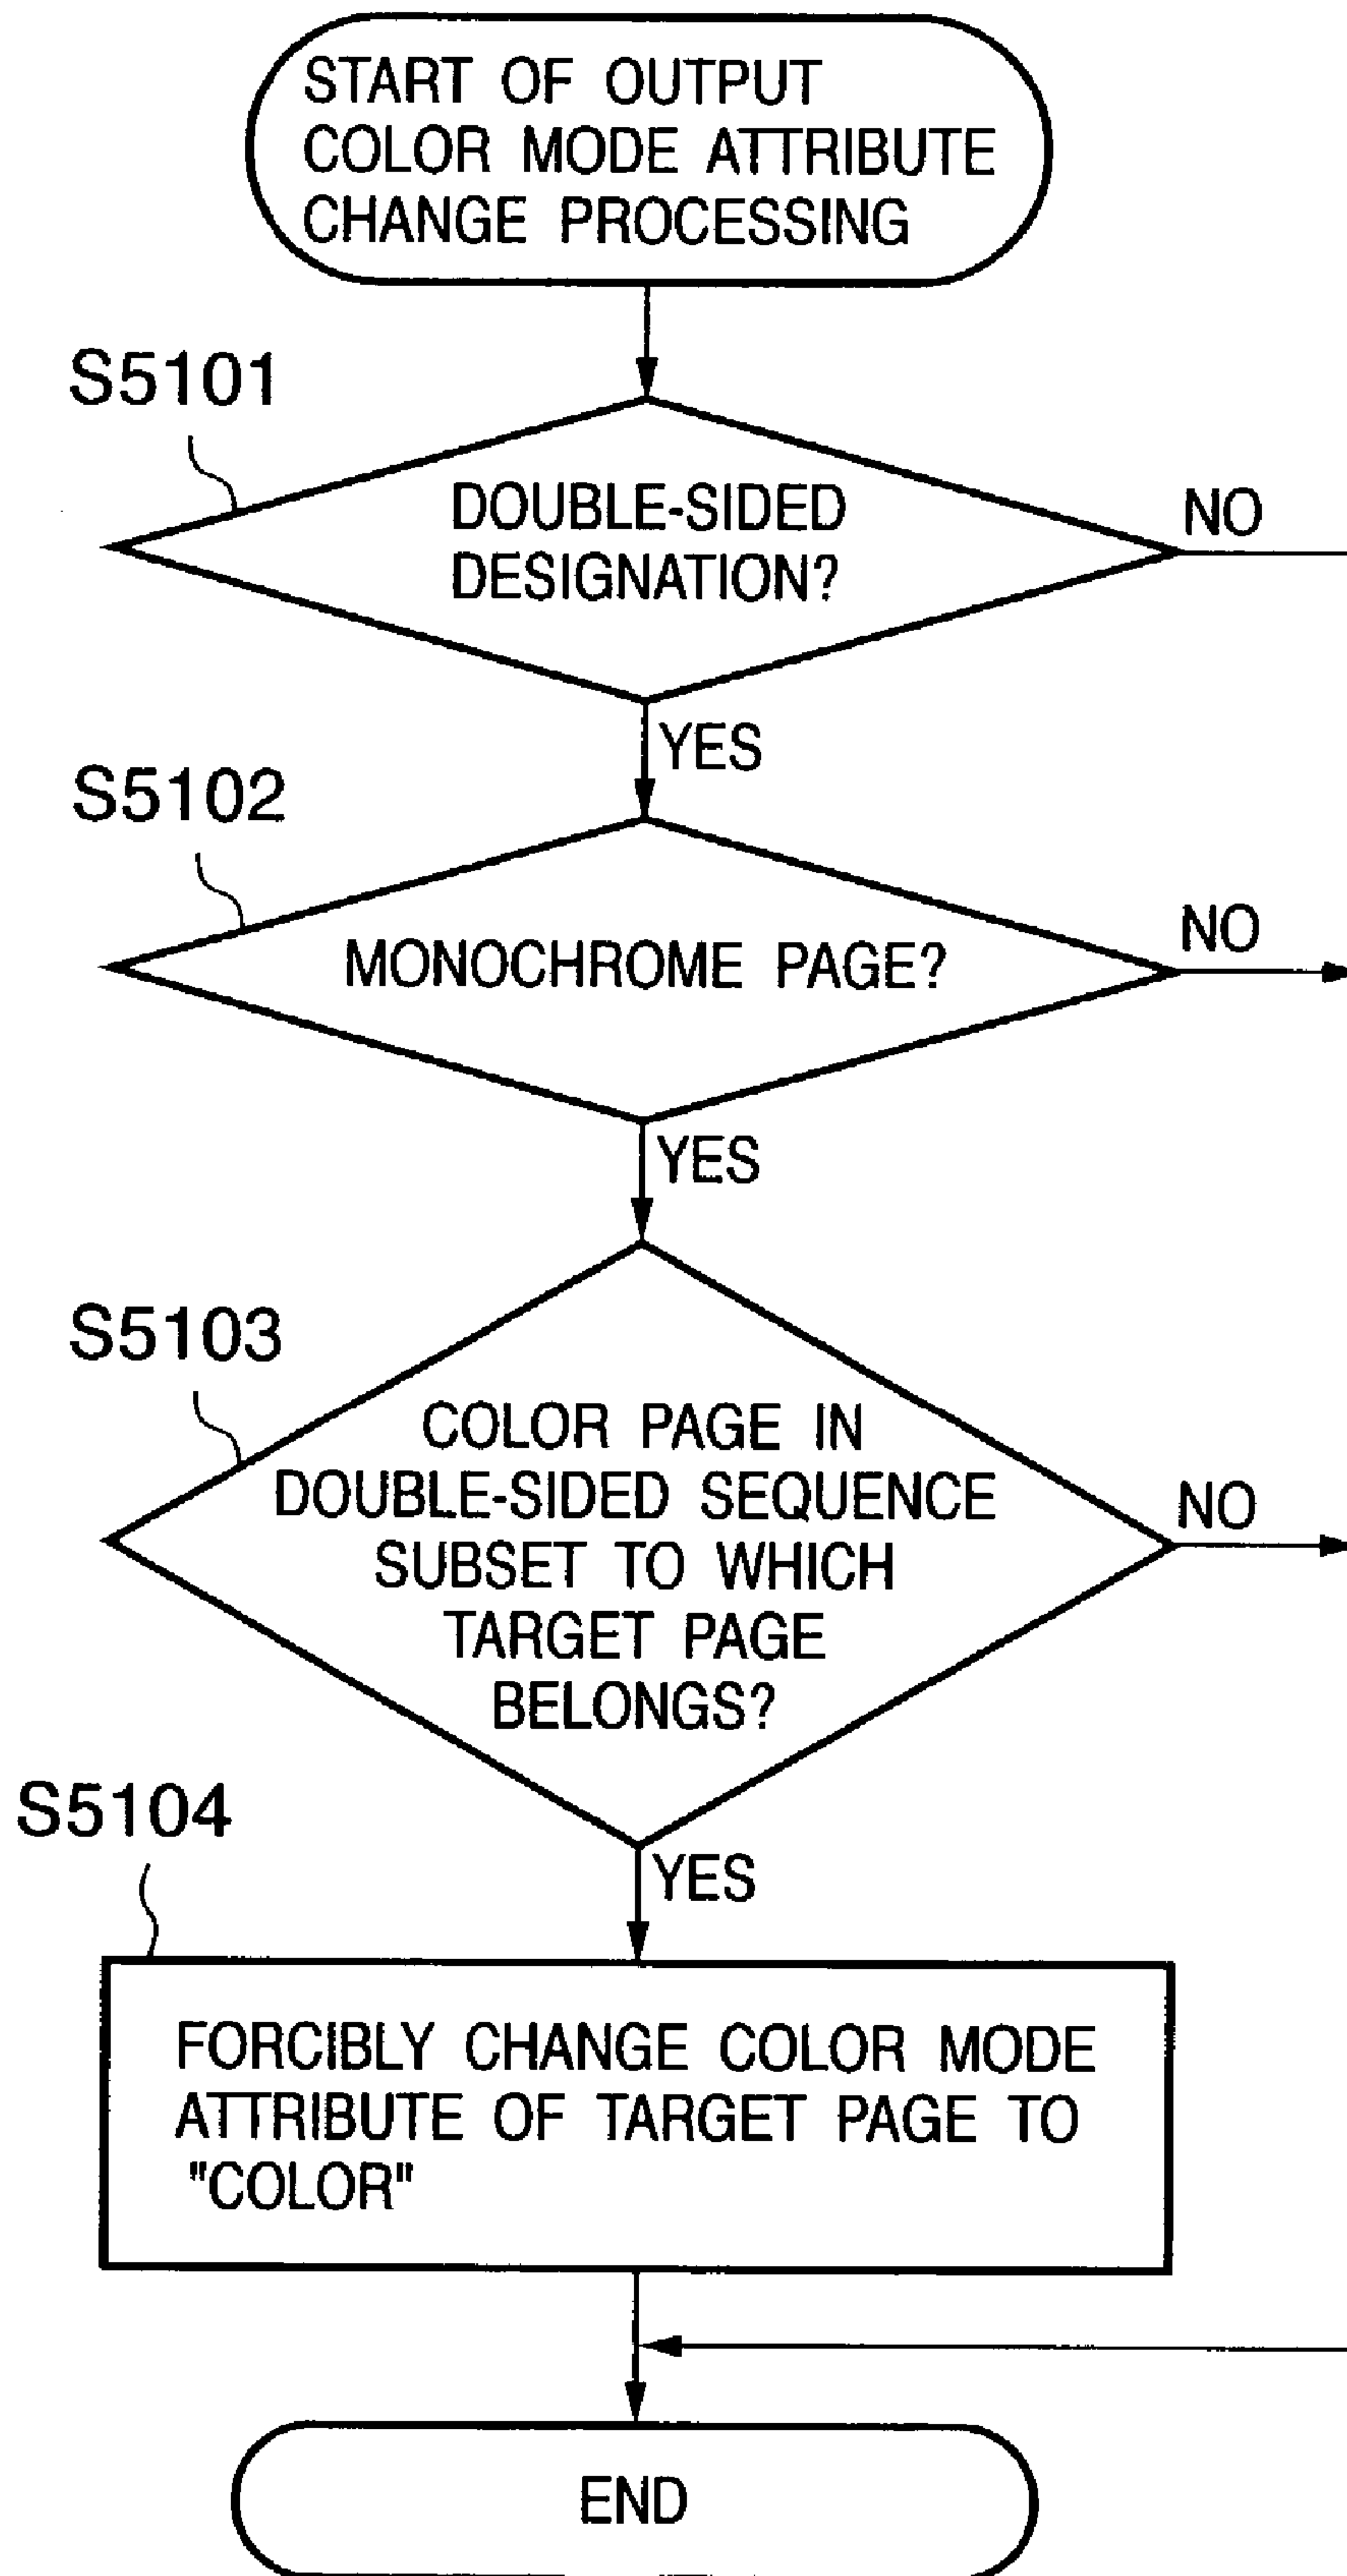 START OF OUTPUT
COLOR MODE ATTRIBUTE
CHANGE PROCESSING
S5101
DOUBLE-SIDED
DESIGNATION?
NO
YES
S5102
MONOCHROME PAGE?
NO
YES
S5103
COLOR PAGE IN
DOUBLE-SIDED SEQUENCE
SUBSET TO WHICH
TARGET PAGE
BELONGS?
NO
YES
S5104
FORCIBLY CHANGE COLOR MODE
ATTRIBUTE OF TARGET PAGE TO
"COLOR"
END